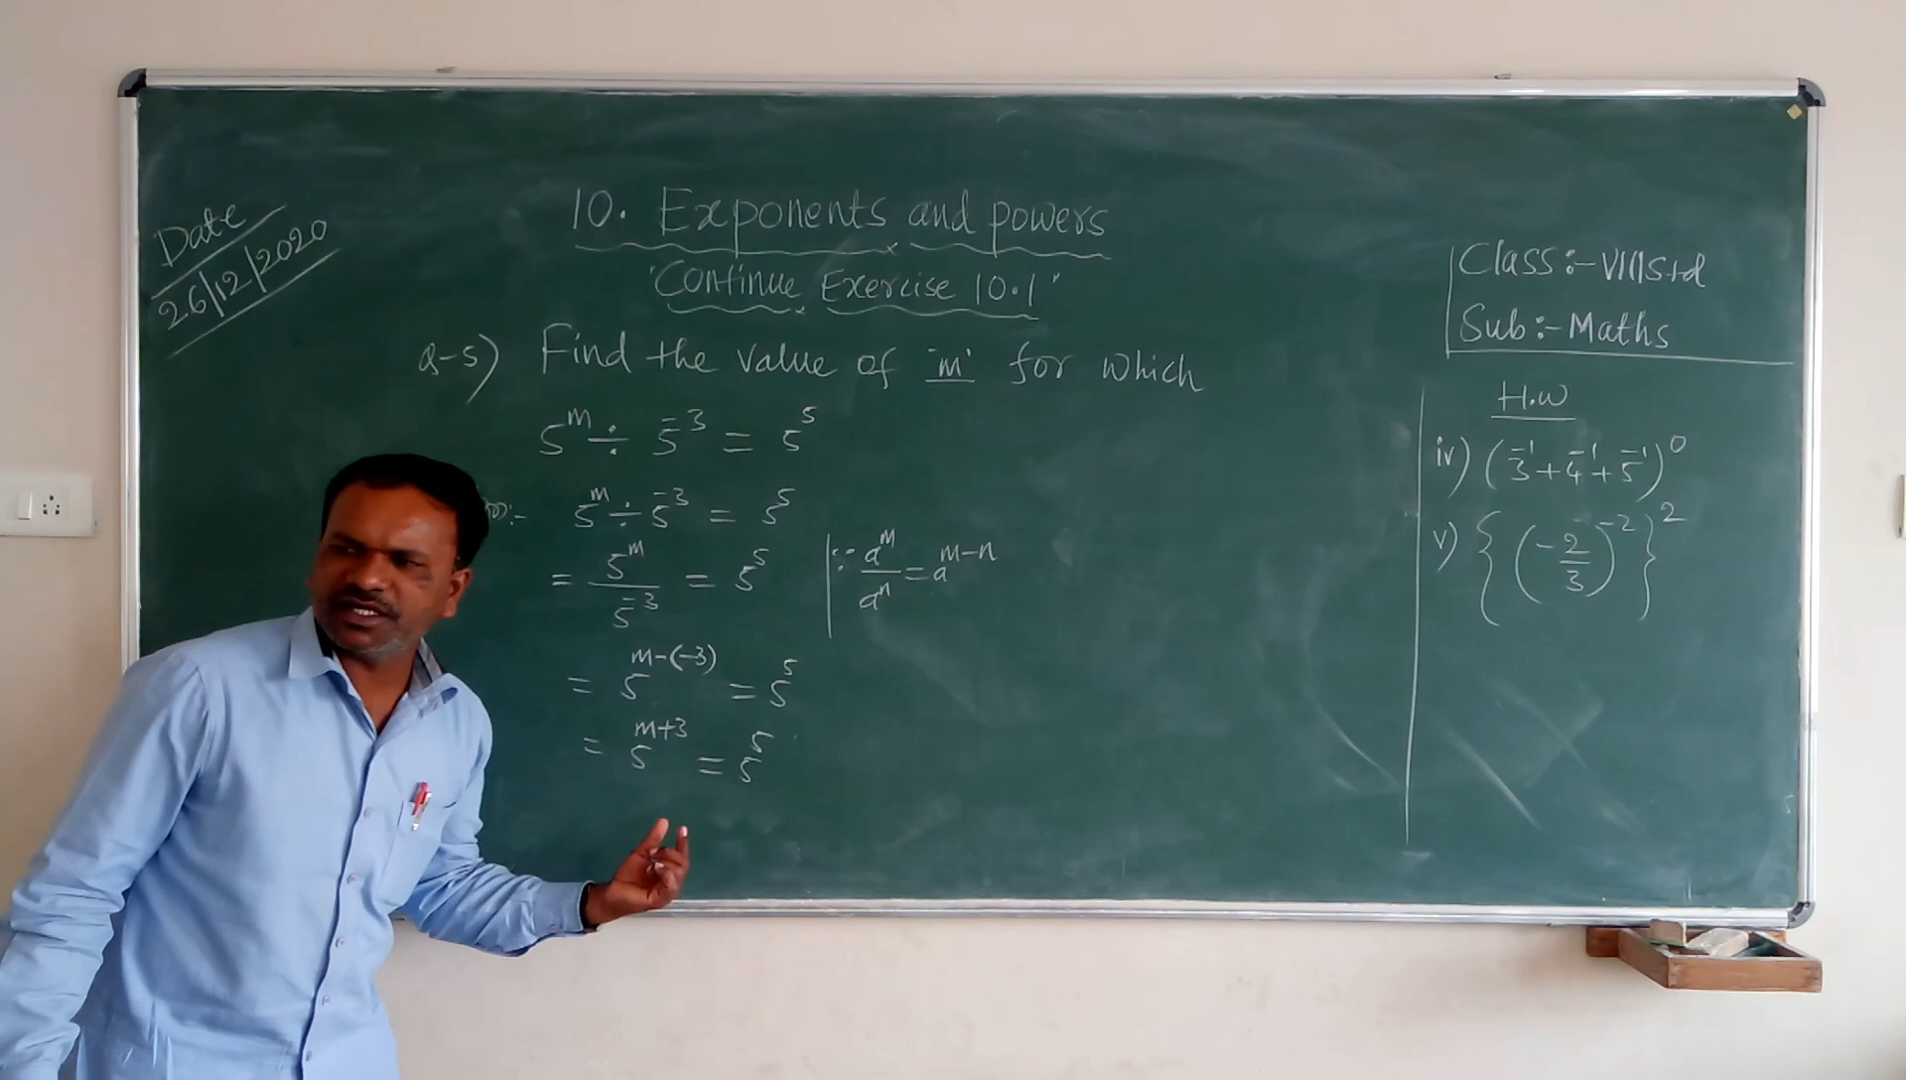 Date
26/12/2020
10. Exponents and powers
"Continue Exercise 10.1"
Class:- VIII Std
Sub:- Maths
Q-5) Find the value of 'm' for which
5^m ÷ 5^-3 = 5^5
5^m ÷ 5^-3 = 5^5
= 5^m / 5^-3 = 5^5 | ∵ a^m / a^n = a^m-n
= 5^m-(-3) = 5^5
= 5^m+3 = 5^5
H.W
iv) (3^-1 + 4^-1 + 5^-1)^0
v) {(-2/3)^-2}^2